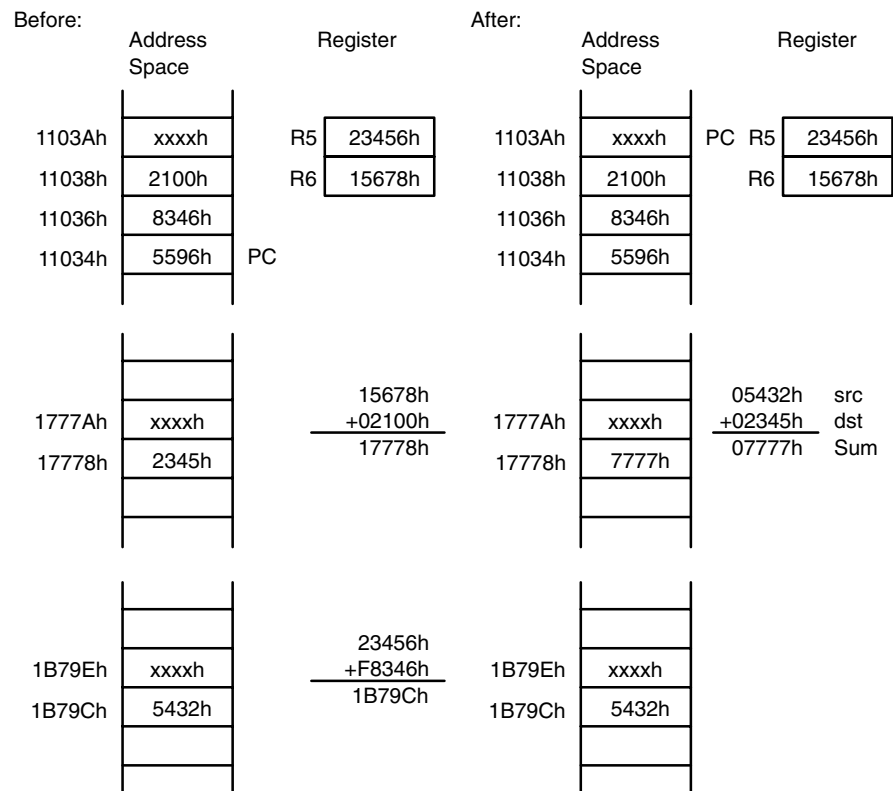 Before: After:
Address Register Address Register
Space Space
1103Ah xxxxh R5 23456h 1103Ah xxxxh PC R5 23456h
11038h 2100h R6 15678h 11038h 2100h R6 15678h
11036h 8346h 11036h 8346h
11034h 5596h PC 11034h 5596h
15678h 05432h src
1777Ah xxxxh +02100h 1777Ah xxxxh +02345h dst
17778h 2345h 17778h 17778h 7777h 07777h Sum
23456h
1B79Eh xxxxh +F8346h 1B79Eh xxxxh
1B79Ch 5432h 1B79Ch 1B79Ch 5432h